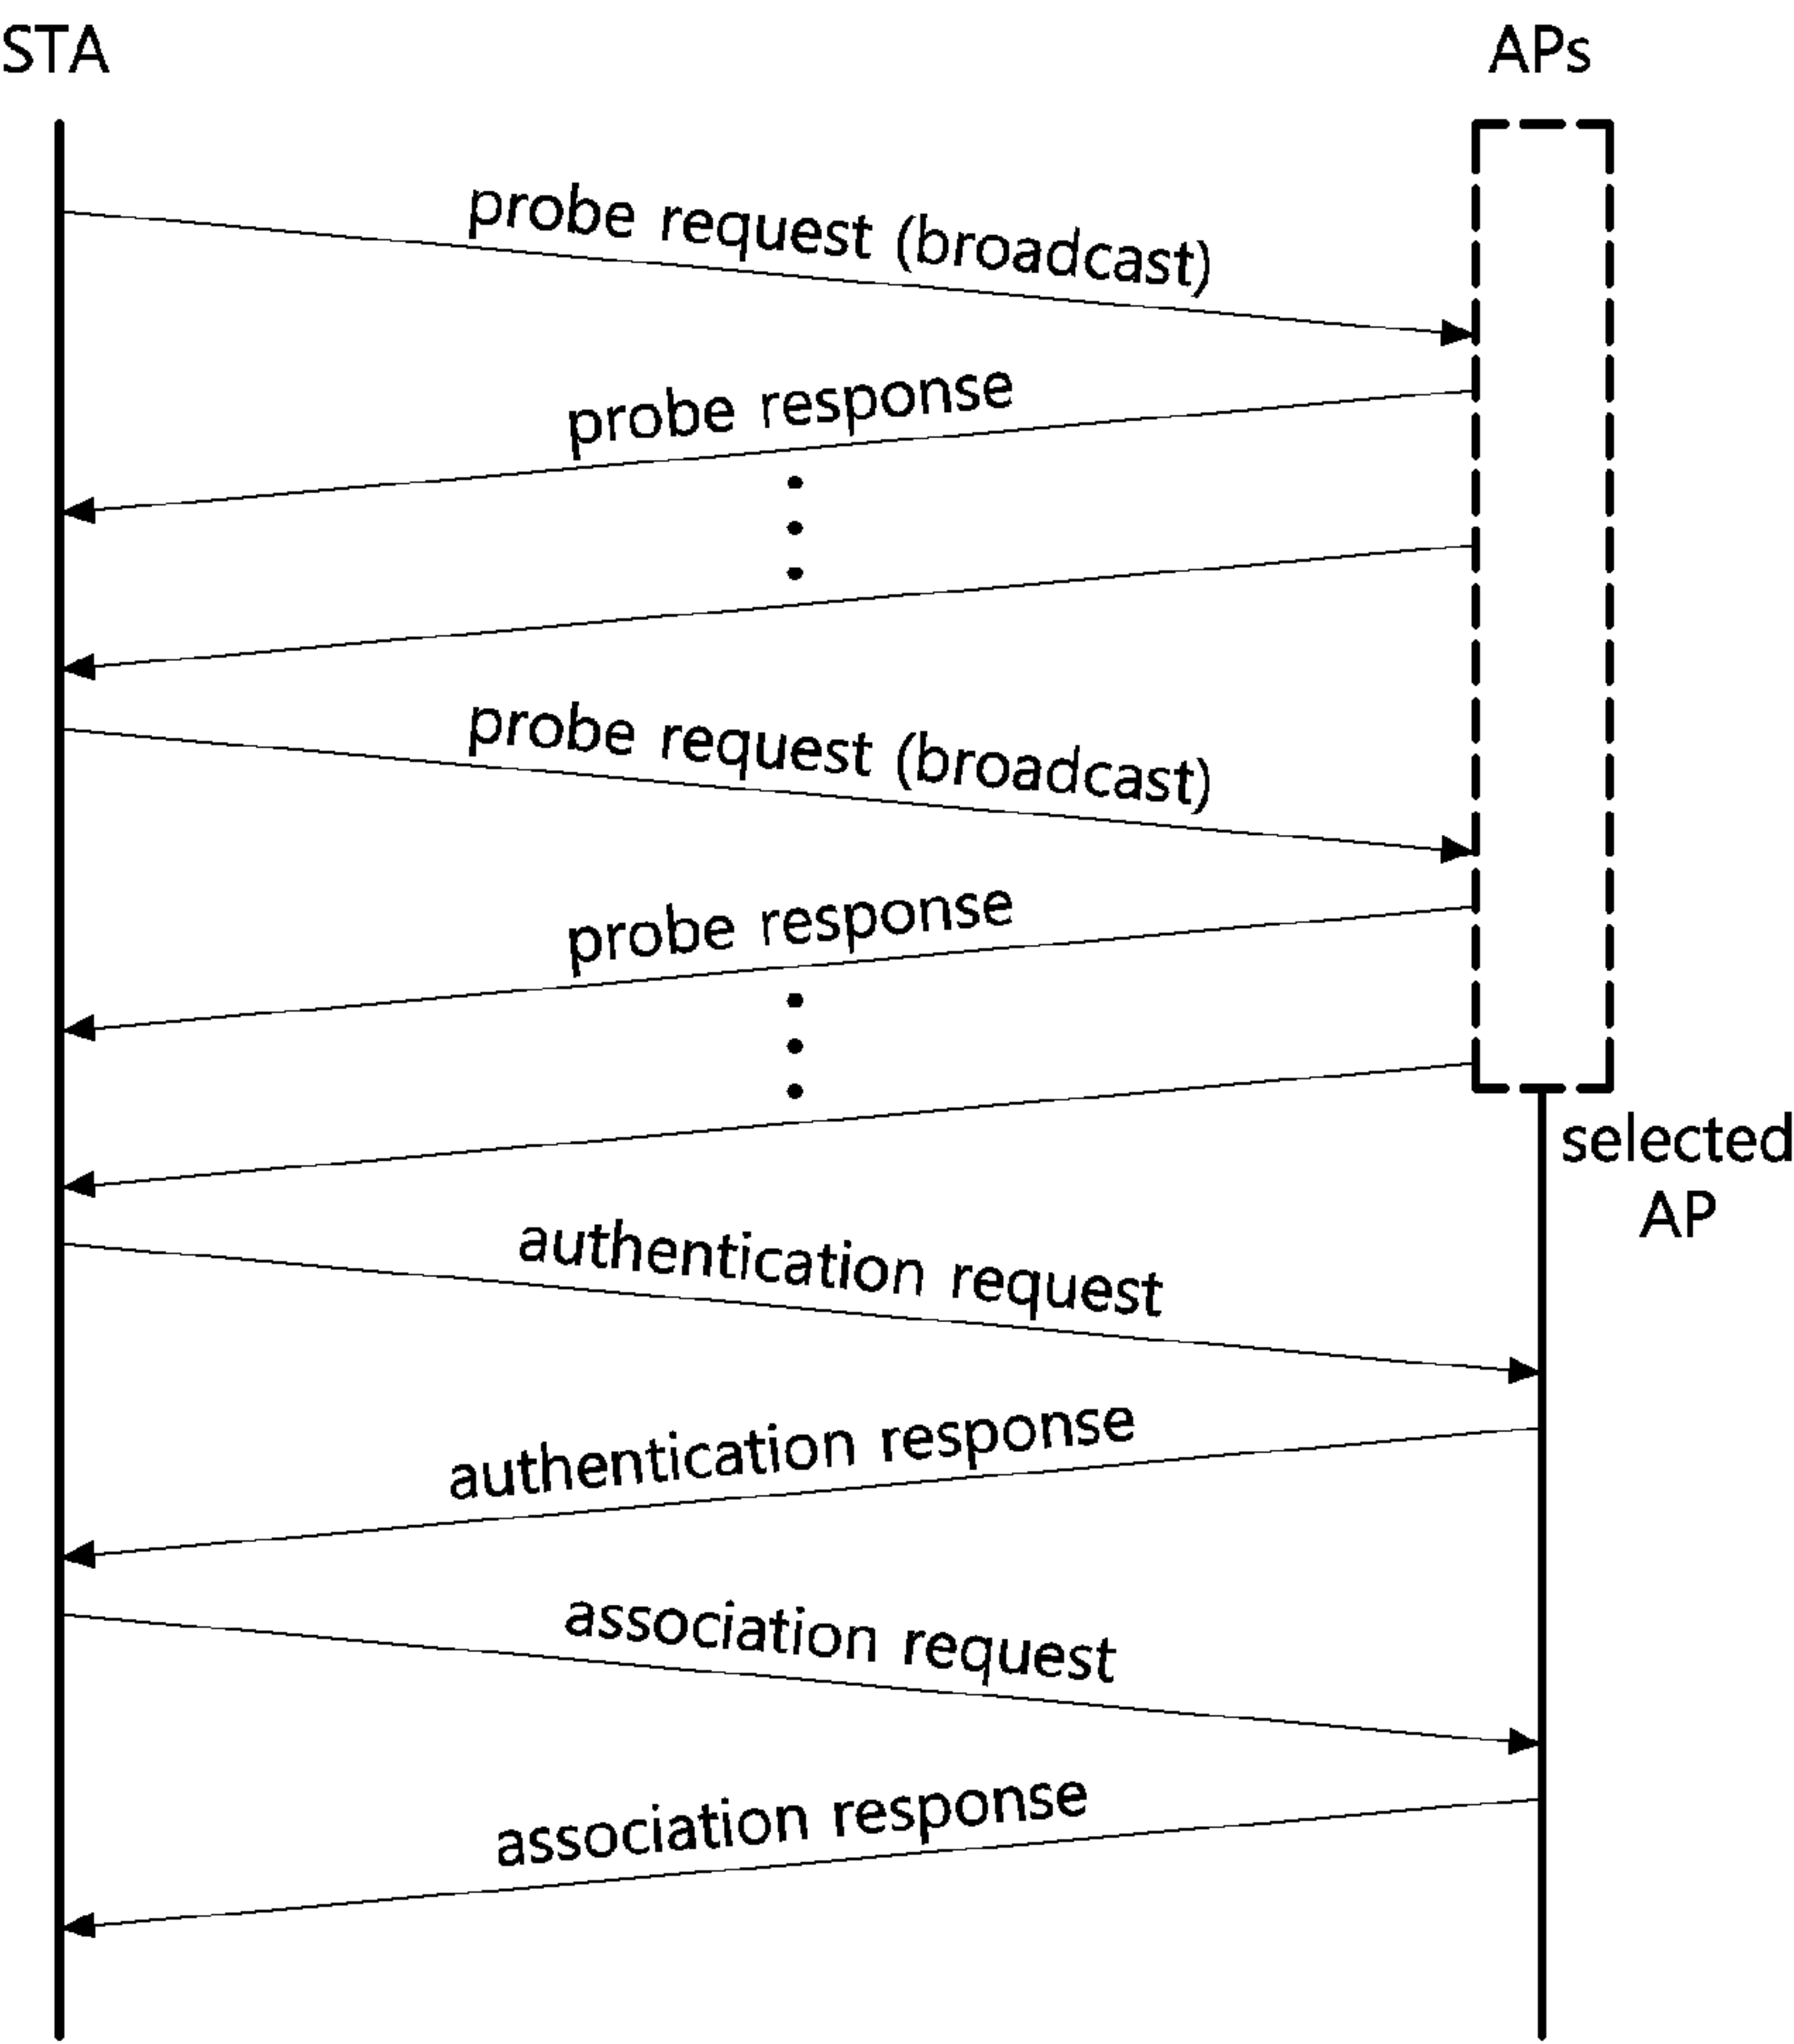 STA
APs
probe request (broadcast)
probe response
probe request (broadcast)
probe response
selected
AP
authentication request
authentication response
association request
association response